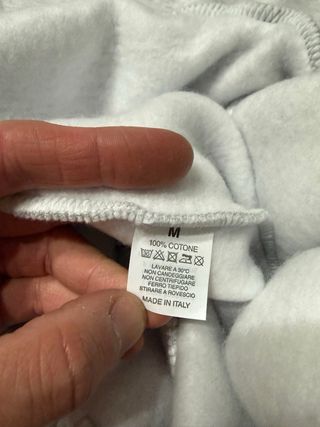 M
100% COTONE
LAVARE A 30°C
NON CANDEGGIARE
NON CENTRIFUGARE
FERRO TIEPIDO
STIRARE A ROVESCIO
MADE IN ITALY